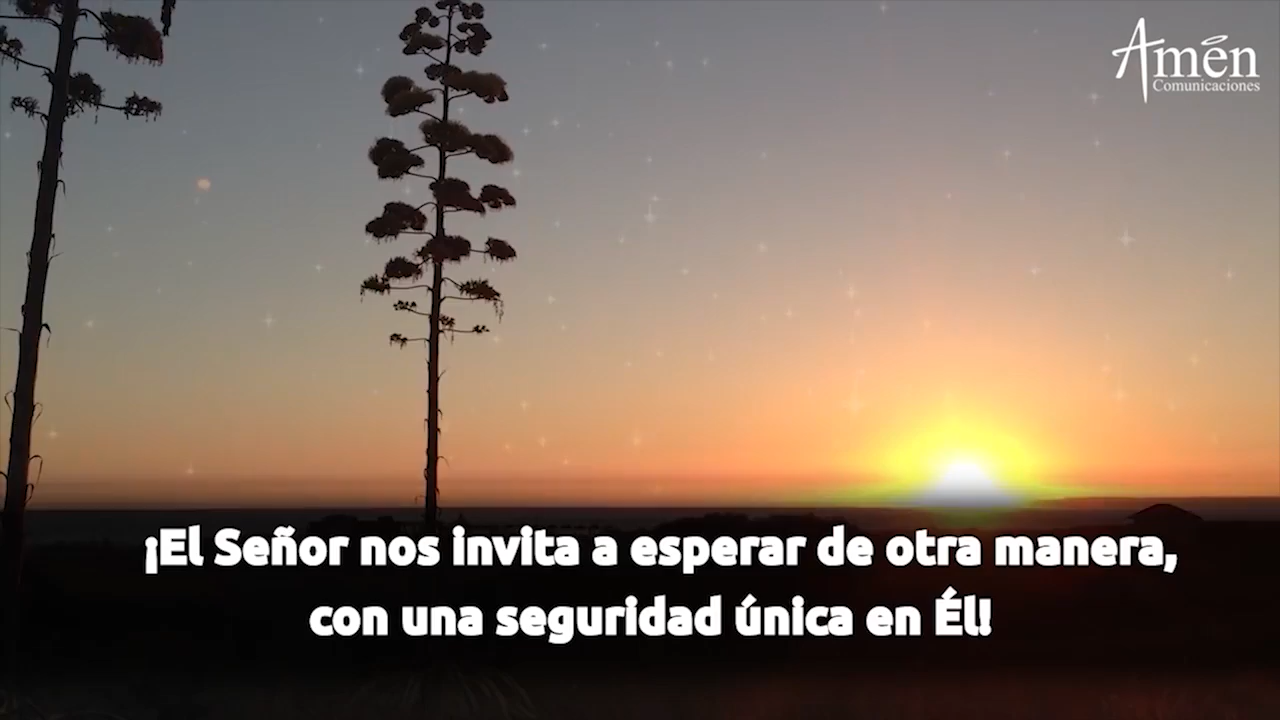 Amén
Comunicaciones
¡El Señor nos invita a esperar de otra manera,
con una seguridad única en Él!